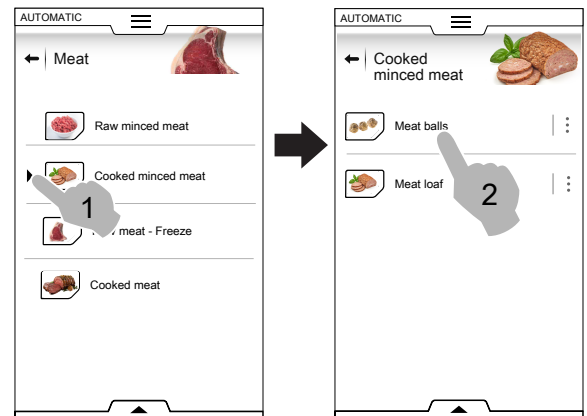 AUTOMATIC
Meat
Raw minced meat
Cooked minced meat
1
meat - Freeze
Cooked meat
AUTOMATIC
Cooked
minced meat
Meat balls
Meat loaf
2